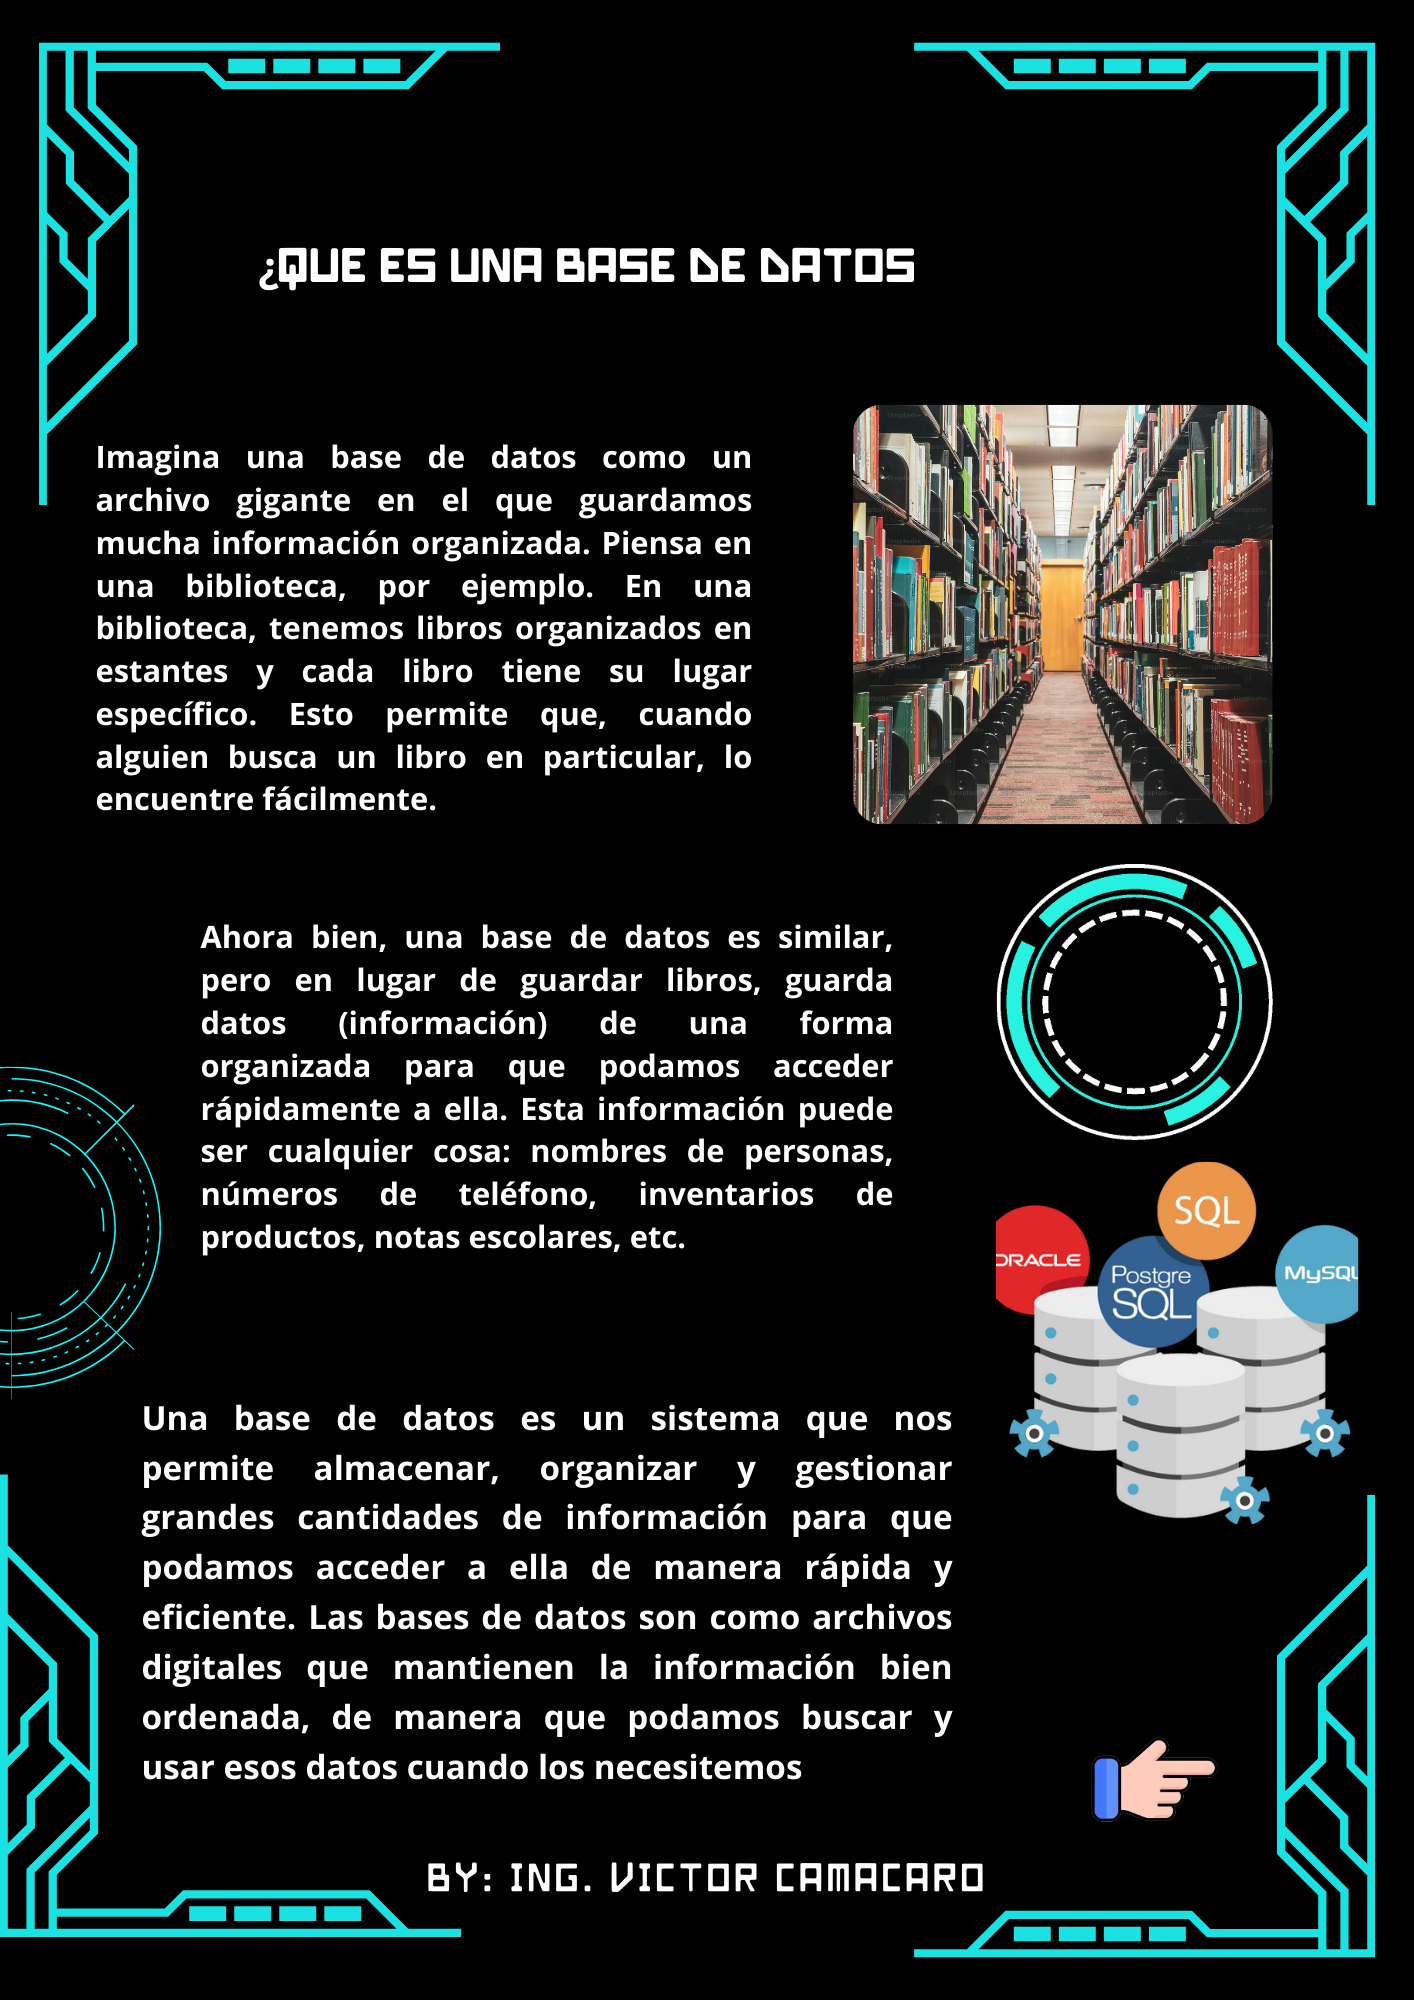 ¿QUE ES UNA BASE DE DATOS
Imagina una base de datos como un
archivo gigante en el que guardamos
mucha información organizada. Piensa en
una biblioteca, por ejemplo. En una
biblioteca, tenemos libros organizados en
estantes y cada libro tiene su lugar
específico. Esto permite que, cuando
alguien busca un libro en particular, lo
encuentre fácilmente.
Ahora bien, una base de datos es similar,
pero en lugar de guardar libros, guarda
datos (información) de una forma
organizada para que podamos acceder
rápidamente a ella. Esta información puede
ser cualquier cosa: nombres de personas,
números de teléfono, inventarios de
productos, notas escolares, etc.
SQL
ORACLE
Postgre
SQL
MySQL
Una base de datos es un sistema que nos
permite almacenar, organizar y gestionar
grandes cantidades de información para que
podamos acceder a ella de manera rápida y
eficiente. Las bases de datos son como archivos
digitales que mantienen la información bien
ordenada, de manera que podamos buscar y
usar esos datos cuando los necesitemos
BY: ING. VICTOR CAMACARO